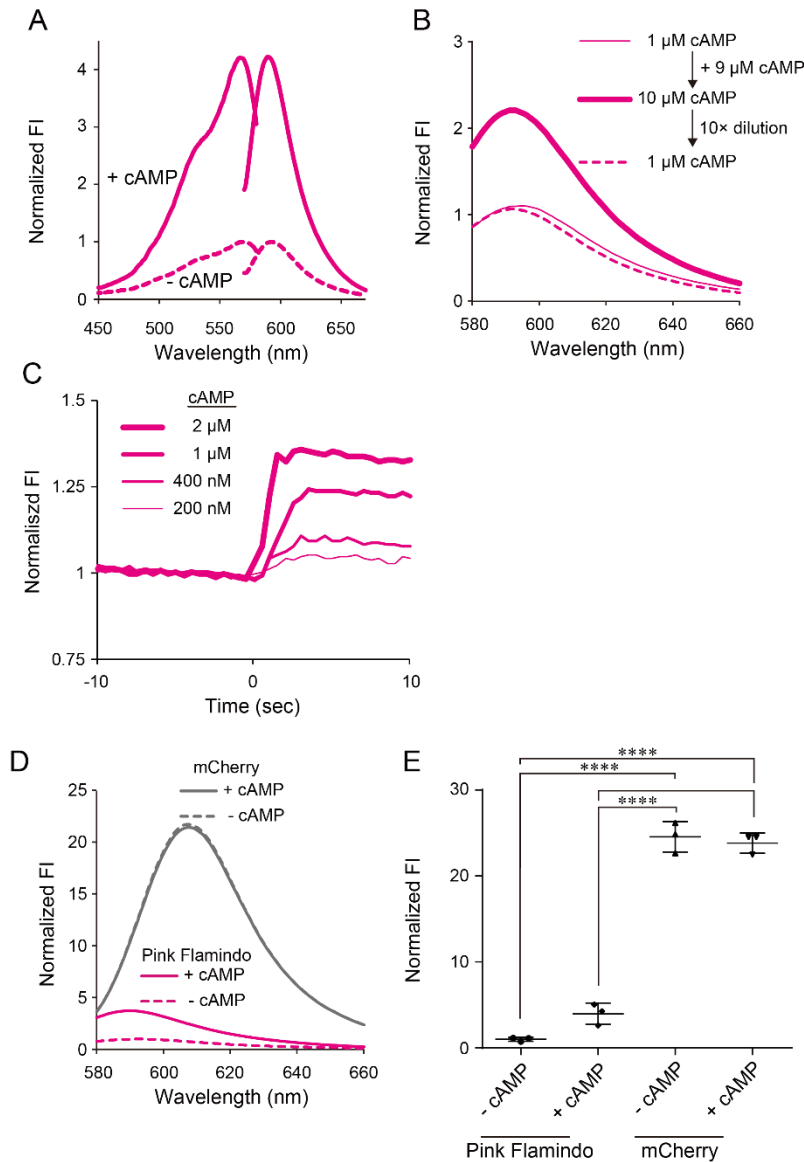 A
Normalized FI
4
3
2
1
0
+ cAMP
- cAMP
450 500 550 600 650
Wavelength (nm)
B
Normalized FI
3
2
1
0
1 µM cAMP
+ 9 µM cAMP
10 µM cAMP
10× dilution
1 µM cAMP
580 600 620 640 660
Wavelength (nm)
C
Normaliszd FI
1.5
1.25
1
0.75
cAMP
2 µM
1 µM
400 nM
200 nM
-10 0 10
Time (sec)
D
Normalized FI
25
20
15
10
5
0
mCherry
+ cAMP
- cAMP
Pink Flamindo
+ cAMP
- cAMP
580 600 620 640 660
Wavelength (nm)
E
Normalized FI
30
20
10
0
****
****
****
- cAMP
+ cAMP
- cAMP
+ cAMP
Pink Flamindo
mCherry